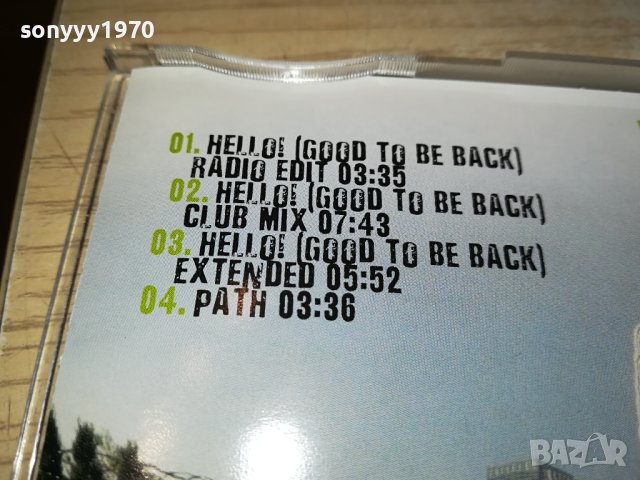 sonyyy1970
01. HELLO! (GOOD TO BE BACK)
RADIO EDIT 03:35
02. HELLO! (GOOD TO BE BACK)
CLUB MIX 07:43
03. HELLO! (GOOD TO BE BACK)
EXTENDED 05:52
04. PATH 03:36
BAZAR